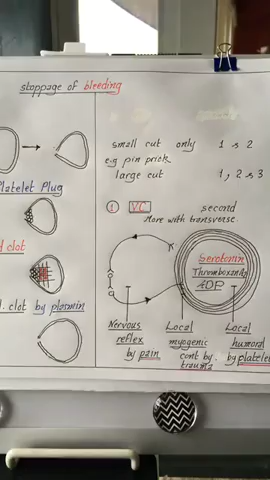 stoppage of bleeding
Platelet Plug
clot
clot by plasmin
small cut only 1 & 2
e.g pin prick
large cut 1, 2 & 3
① VC second
More with transverse
Serotonin
Thromboxane A2
ADP
Nervous
reflex
by pain
Local
myogenic
cont by
trauma
Local
humoral
by platele